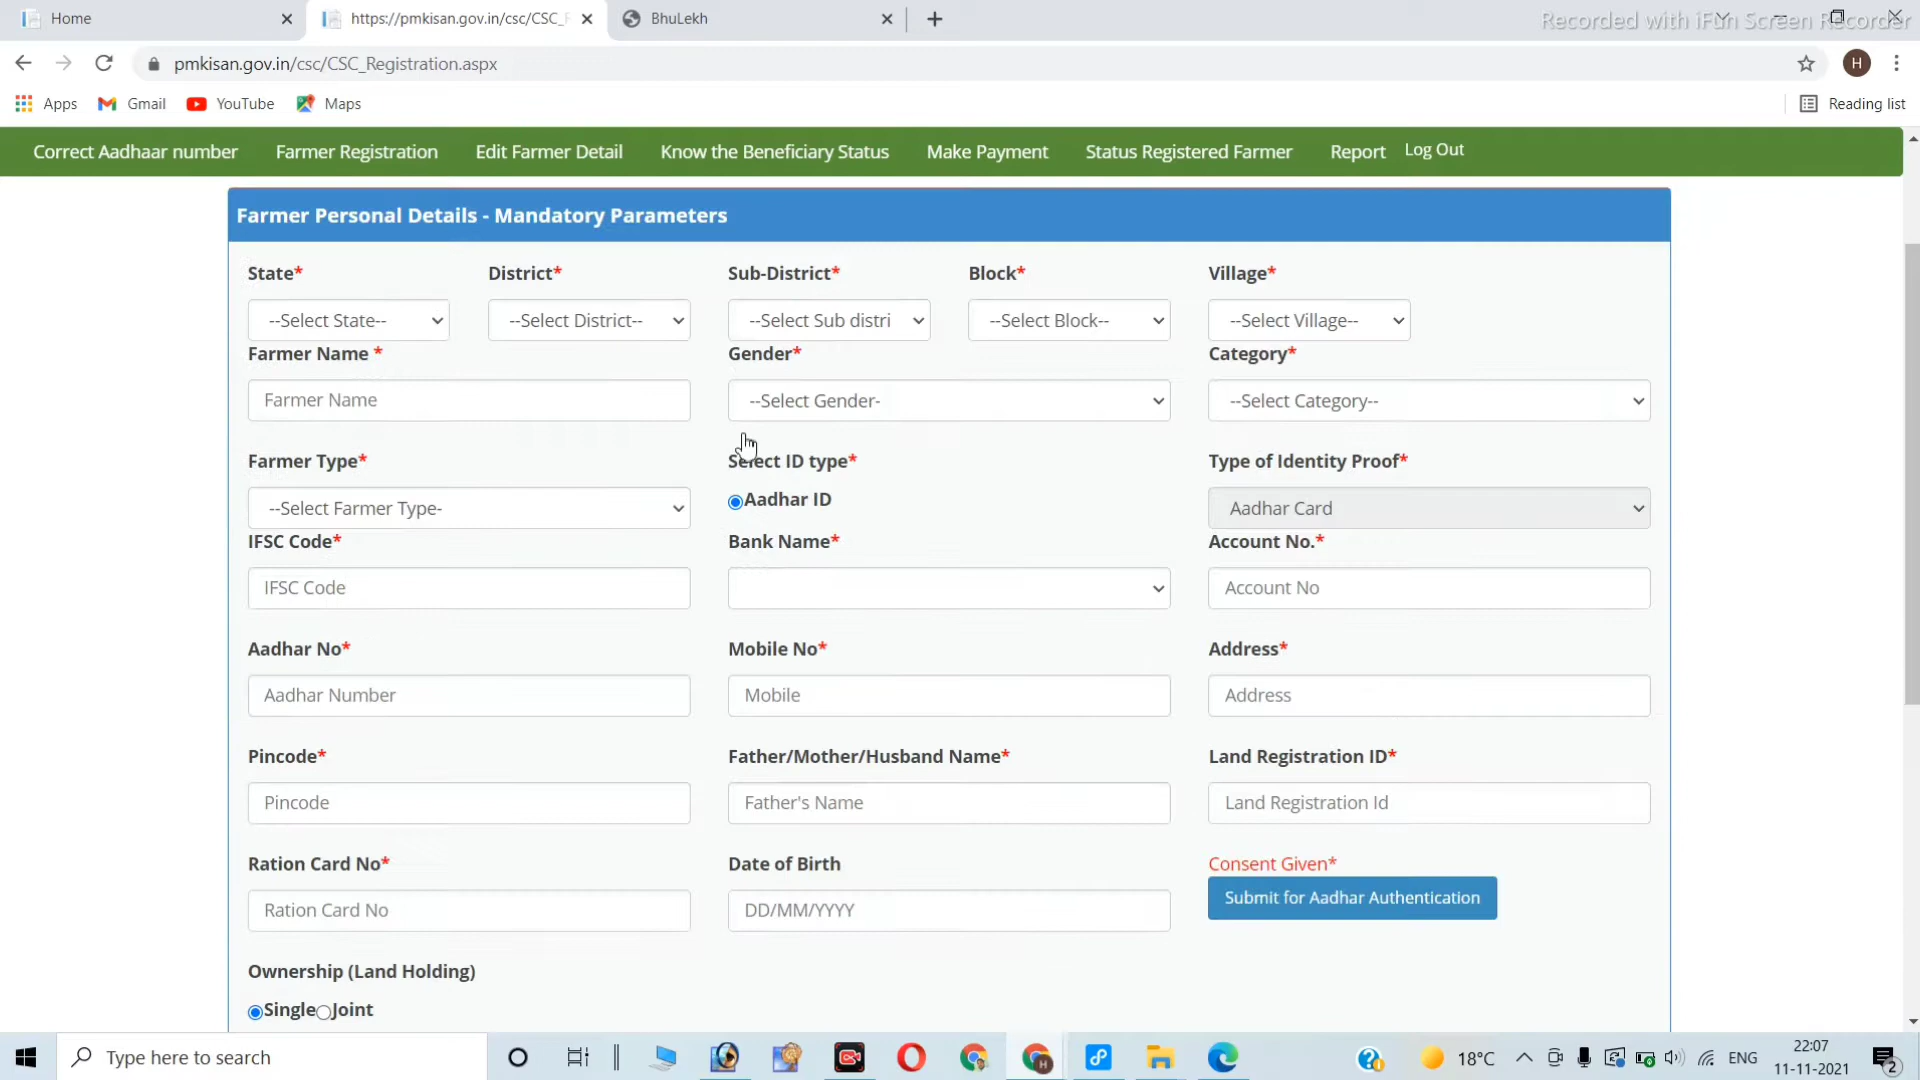 Home
https://pmkisan.gov.in/csc/CSC_R
BhuLekh
Recorded with iFun Screen Recorder
pmkisan.gov.in/csc/CSC_Registration.aspx
H
Apps Gmail YouTube Maps Reading list
Correct Aadhaar number Farmer Registration Edit Farmer Detail Know the Beneficiary Status Make Payment Status Registered Farmer Report Log Out
Farmer Personal Details - Mandatory Parameters
State* District* Sub-District* Block* Village*
--Select State-- --Select District-- --Select Sub distri --Select Block-- --Select Village--
Farmer Name * Gender* Category*
Farmer Name --Select Gender- --Select Category--
Farmer Type* Select ID type* Type of Identity Proof*
--Select Farmer Type- Aadhar ID Aadhar Card
IFSC Code* Bank Name* Account No.*
IFSC Code Account No
Aadhar No* Mobile No* Address*
Aadhar Number Mobile Address
Pincode* Father/Mother/Husband Name* Land Registration ID*
Pincode Father's Name Land Registration Id
Ration Card No* Date of Birth Consent Given*
Ration Card No DD/MM/YYYY Submit for Aadhar Authentication
Ownership (Land Holding)
Single Joint
Type here to search
H
18°C
ENG
22:07
11-11-2021
2